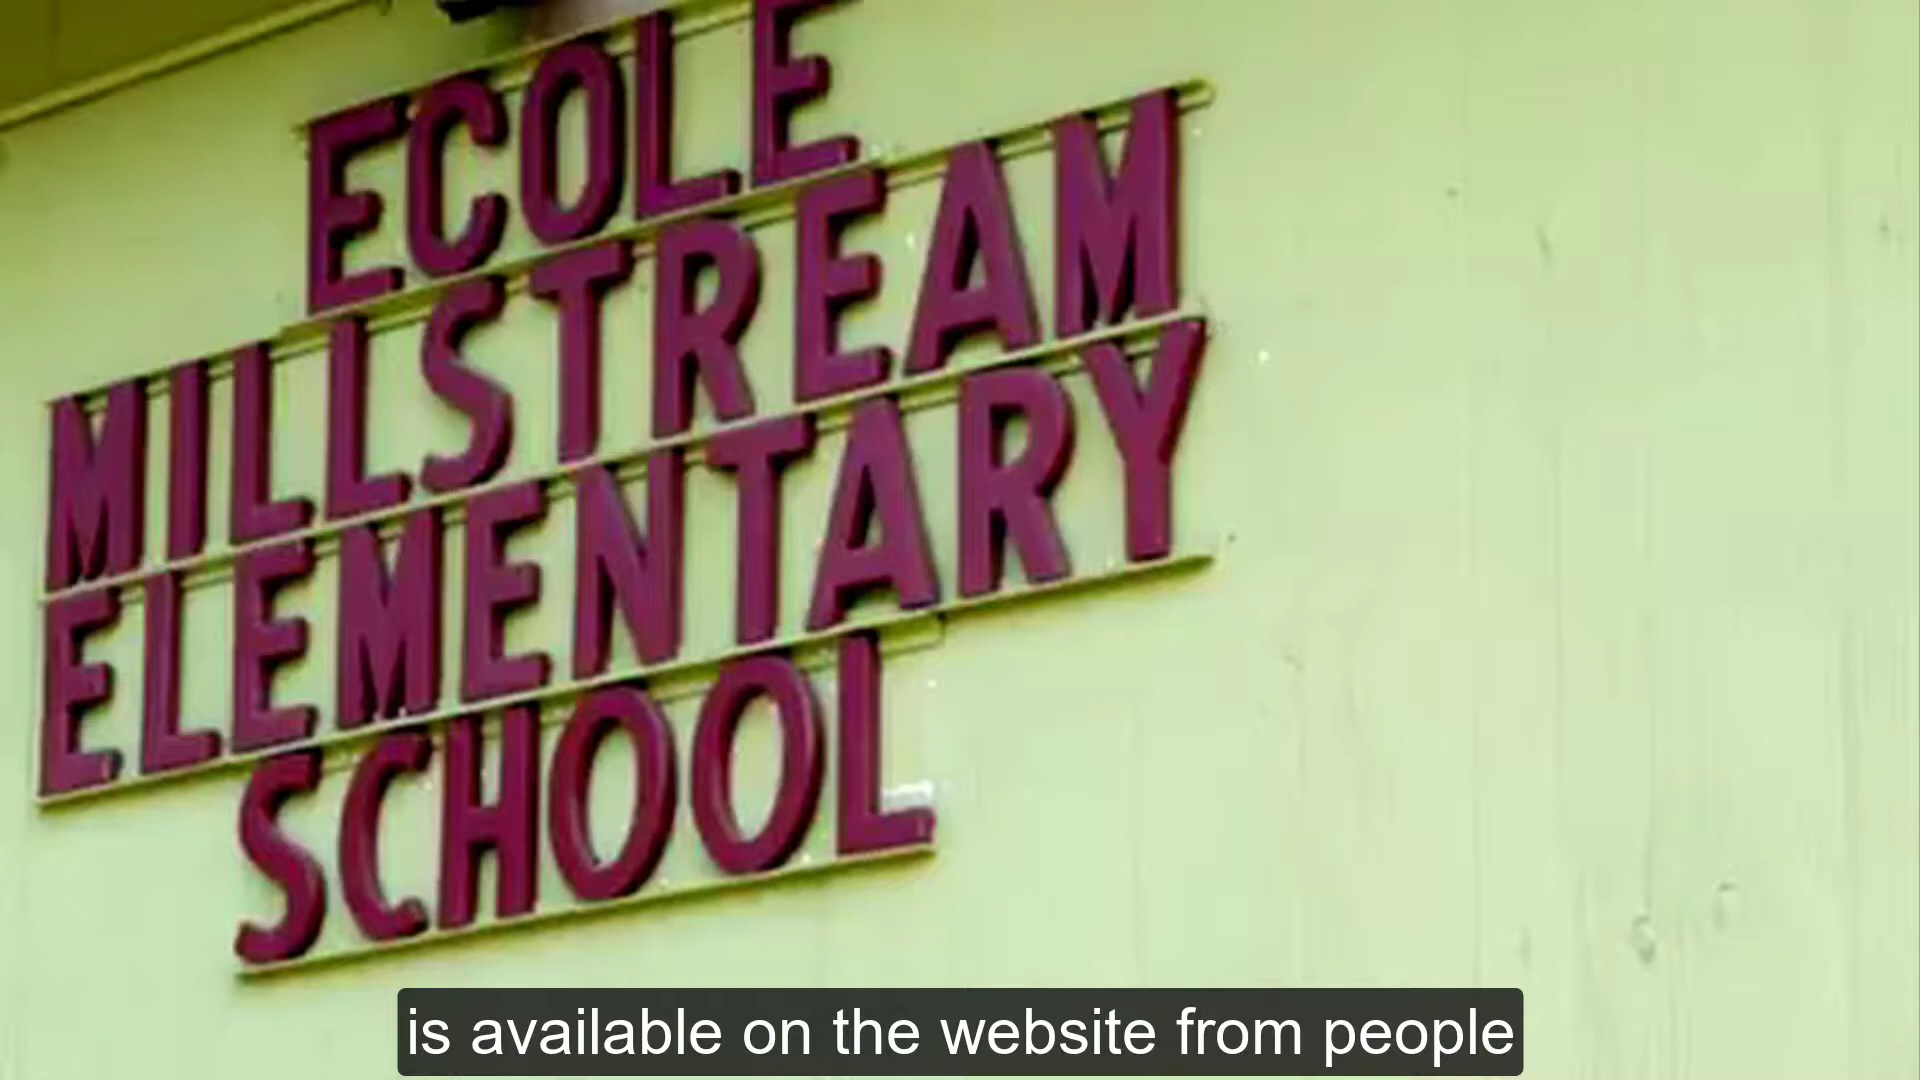 ECOLE
MILLSTREAM
ELEMENTARY
SCHOOL
is available on the website from people